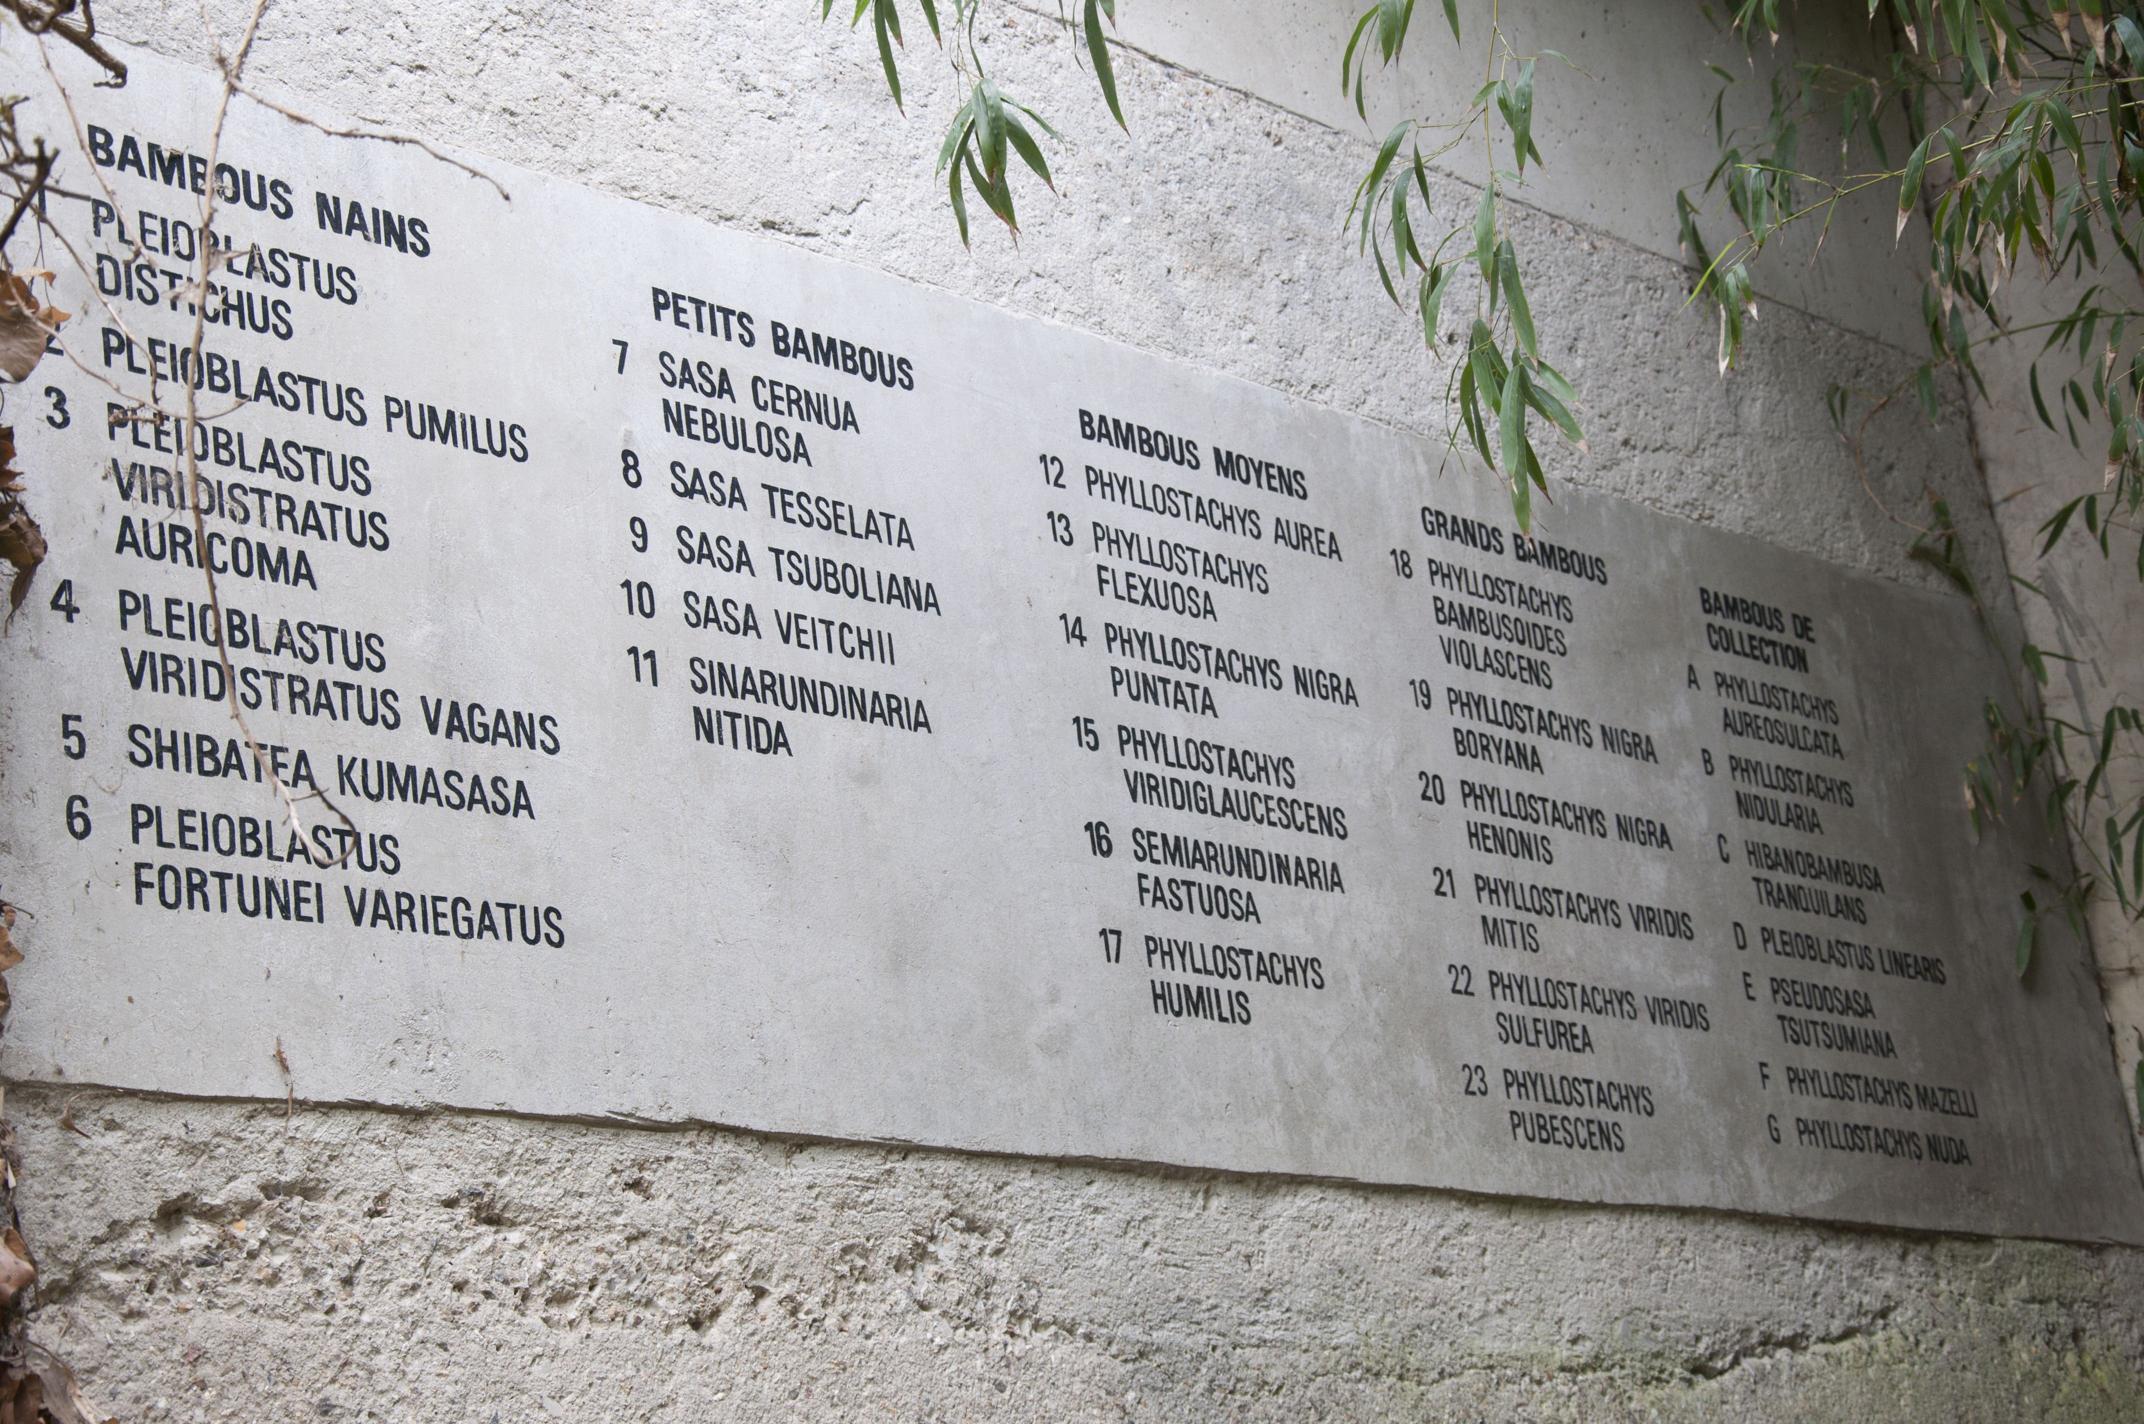 BAMBOUS NAINS
1 PLEIOBLASTUS
DISTICHUS
2 PLEIOBLASTUS PUMILUS
3 PLEIOBLASTUS
VIRIDISTRATUS
AURICOMA
4 PLEIOBLASTUS
VIRIDISTRATUS VAGANS
5 SHIBATEA KUMASASA
6 PLEIOBLASTUS
FORTUNEI VARIEGATUS
PETITS BAMBOUS
7 SASA CERNUA
NEBULOSA
8 SASA TESSELATA
9 SASA TSUBOLIANA
10 SASA VEITCHII
11 SINARUNDINARIA
NITIDA
BAMBOUS MOYENS
12 PHYLLOSTACHYS AUREA
13 PHYLLOSTACHYS
FLEXUOSA
14 PHYLLOSTACHYS NIGRA
PUNTATA
15 PHYLLOSTACHYS
VIRIDIGLAUCESCENS
16 SEMIARUNDINARIA
FASTUOSA
17 PHYLLOSTACHYS
HUMILIS
GRANDS BAMBOUS
18 PHYLLOSTACHYS
BAMBUSOIDES
VIOLASCENS
19 PHYLLOSTACHYS NIGRA
BORYANA
20 PHYLLOSTACHYS NIGRA
HENONIS
21 PHYLLOSTACHYS VIRIDIS
MITIS
22 PHYLLOSTACHYS VIRIDIS
SULFUREA
23 PHYLLOSTACHYS
PUBESCENS
BAMBOUS DE
COLLECTION
A PHYLLOSTACHYS
AUREOSULCATA
B PHYLLOSTACHYS
NIDULARIA
C HIBANOBAMBUSA
TRANQUILANS
D PLEIOBLASTUS LINEARIS
E PSEUDOSASA
TSUTSUMIANA
F PHYLLOSTACHYS MAZELLI
G PHYLLOSTACHYS NUDA